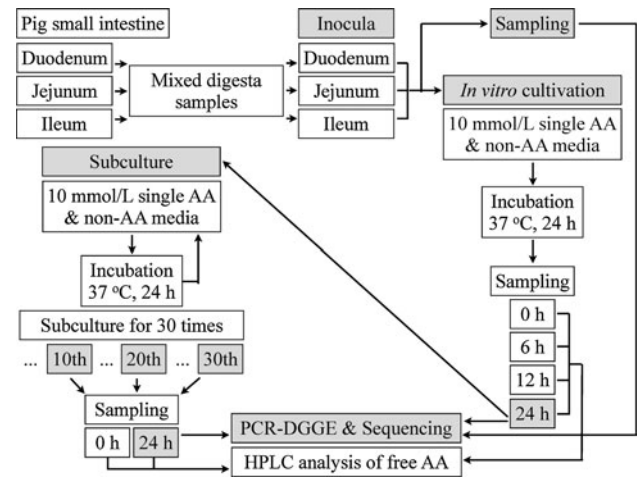 Pig small intestine
Inocula
Sampling
Duodenum
Jejunum
Ileum
Mixed digesta
samples
Duodenum
Jejunum
Ileum
In vitro cultivation
10 mmol/L single AA
& non-AA media
Incubation
37 °C, 24 h
Sampling
0 h
6 h
12 h
24 h
Subculture
10 mmol/L single AA
& non-AA media
Incubation
37 °C, 24 h
Subculture for 30 times
... 10th ... 20th ... 30th
Sampling
0 h 24 h
PCR-DGGE & Sequencing
HPLC analysis of free AA